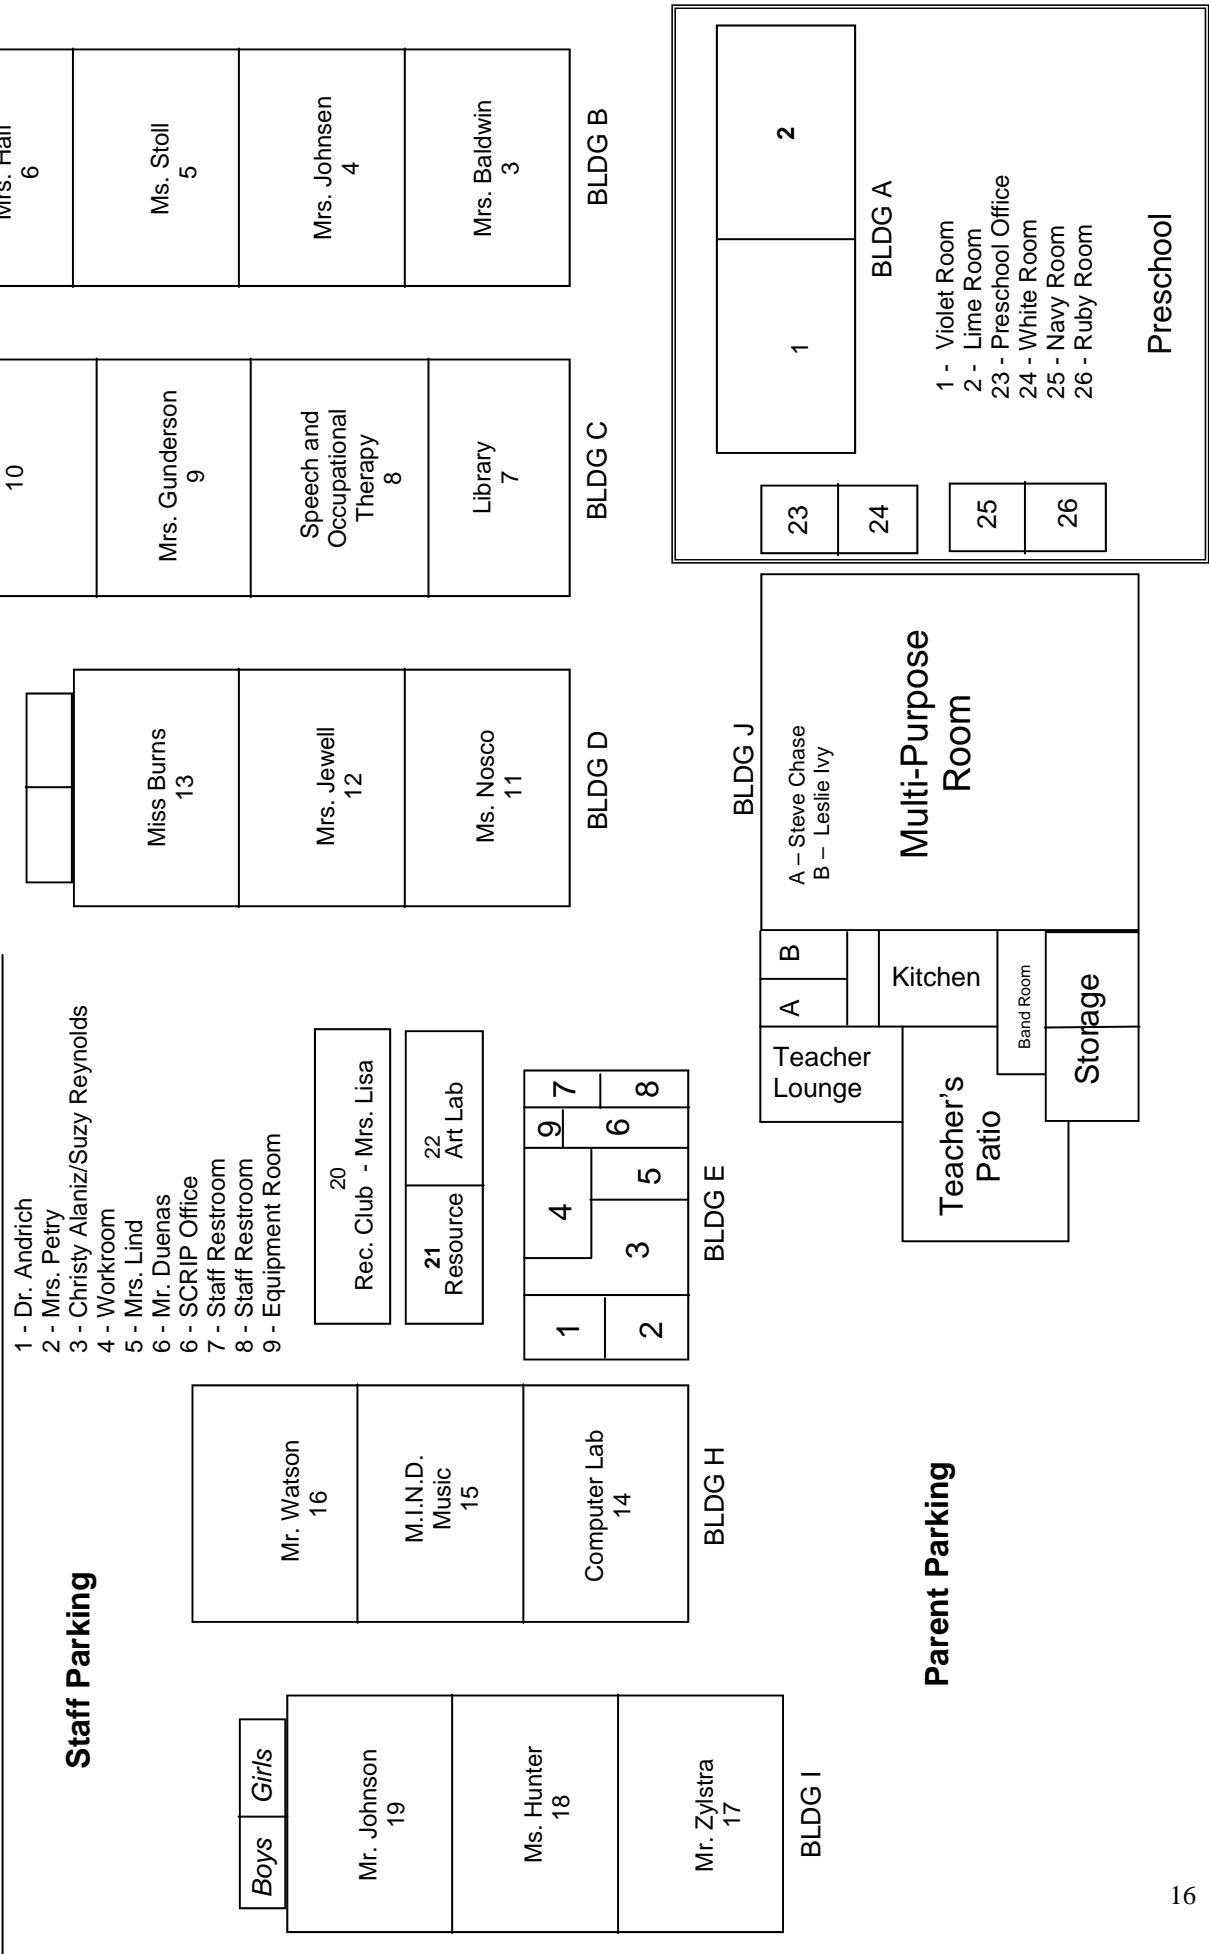 Staff Parking
1 - Dr. Andrich
2 - Mrs. Petry
3 - Christy Alaniz/Suzy Reynolds
4 - Workroom
5 - Mrs. Lind
6 - Mr. Duenas
6 - SCRIP Office
7 - Staff Restroom
8 - Staff Restroom
9 - Equipment Room
Boys
Girls
Mr. Johnson
19
Ms. Hunter
18
Mr. Zylstra
17
BLDG I
Mr. Watson
16
M.I.N.D.
Music
15
Computer Lab
14
BLDG H
20
Rec. Club - Mrs. Lisa
21
Resource
22
Art Lab
1
2
3
4
5
9
6
7
8
BLDG E
Miss Burns
13
Mrs. Jewell
12
Ms. Nosco
11
BLDG D
10
Mrs. Gunderson
9
Speech and
Occupational
Therapy
8
Library
7
BLDG C
Mrs. Hall
6
Ms. Stoll
5
Mrs. Johnsen
4
Mrs. Baldwin
3
BLDG B
Parent Parking
BLDG J
Teacher
Lounge
A
B
Kitchen
Teacher's
Patio
Band Room
Storage
A – Steve Chase
B – Leslie Ivy
Multi-Purpose
Room
23
24
25
26
1
2
BLDG A
1 - Violet Room
2 - Lime Room
23 - Preschool Office
24 - White Room
25 - Navy Room
26 - Ruby Room
Preschool
16